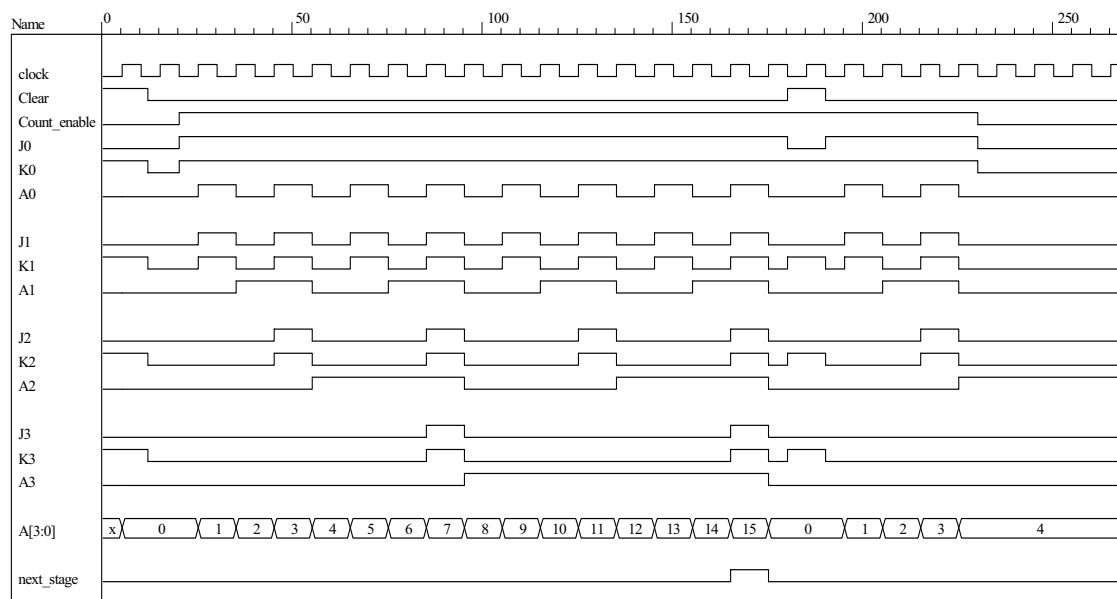 Name
0 50 100 150 200 250
clock
Clear
Count_enable
J0
K0
A0
J1
K1
A1
J2
K2
A2
J3
K3
A3
A[3:0] x 0 1 2 3 4 5 6 7 8 9 10 11 12 13 14 15 0 1 2 3 4
next_stage